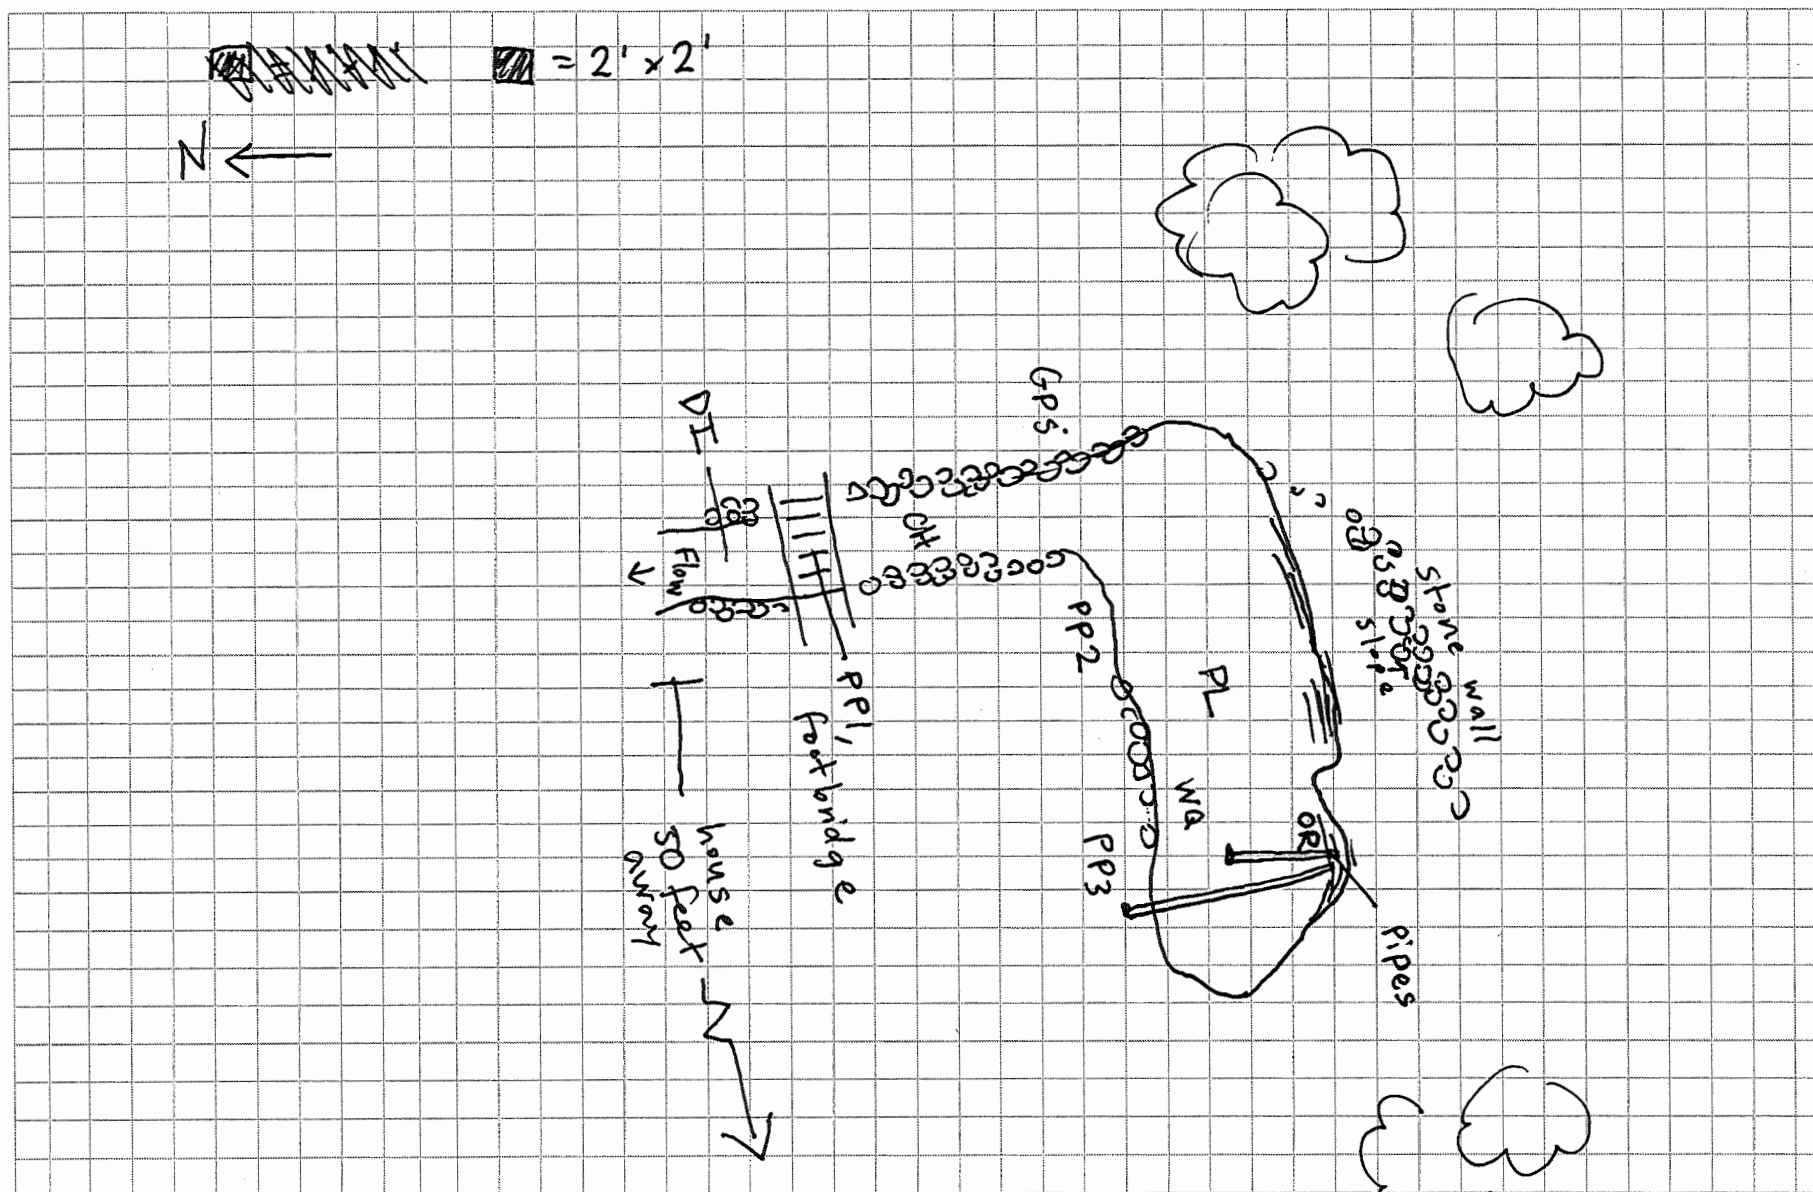 = 2' x 2'
N
GPs
DI
CH
Flow
PP1,
footbridge
PP2
PL
WQ
PP3
OR
stone wall
slope
pipes
house
50 feet
away